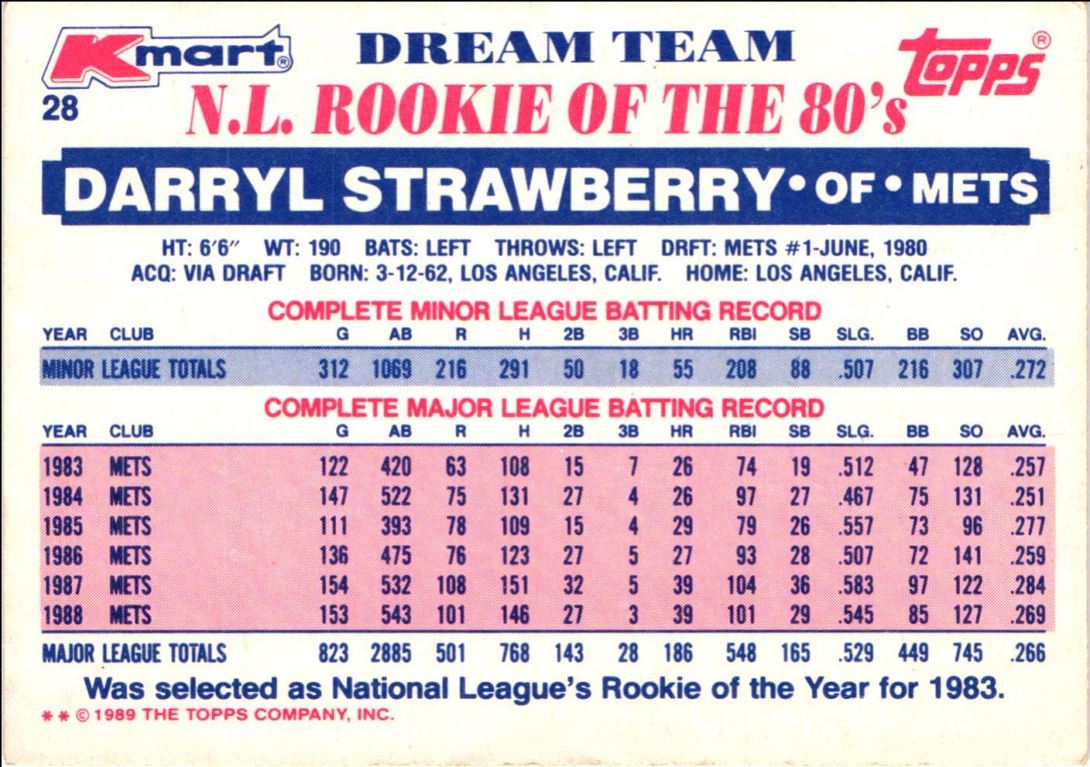 Kmart® DREAM TEAM Topps®
28 N.L. ROOKIE OF THE 80's
DARRYL STRAWBERRY • OF • METS
HT: 6'6" WT: 190 BATS: LEFT THROWS: LEFT DRFT: METS #1-JUNE, 1980
ACQ: VIA DRAFT BORN: 3-12-62, LOS ANGELES, CALIF. HOME: LOS ANGELES, CALIF.
COMPLETE MINOR LEAGUE BATTING RECORD
YEAR CLUB G AB R H 2B 3B HR RBI SB SLG. BB SO AVG.
MINOR LEAGUE TOTALS 312 1069 216 291 50 18 55 208 88 .507 216 307 .272
COMPLETE MAJOR LEAGUE BATTING RECORD
YEAR CLUB G AB R H 2B 3B HR RBI SB SLG. BB SO AVG.
1983 METS 122 420 63 108 15 7 26 74 19 .512 47 128 .257
1984 METS 147 522 75 131 27 4 26 97 27 .467 75 131 .251
1985 METS 111 393 78 109 15 4 29 79 26 .557 73 96 .277
1986 METS 136 475 76 123 27 5 27 93 28 .507 72 141 .259
1987 METS 154 532 108 151 32 5 39 104 36 .583 97 122 .284
1988 METS 153 543 101 146 27 3 39 101 29 .545 85 127 .269
MAJOR LEAGUE TOTALS 823 2885 501 768 143 28 186 548 165 .529 449 745 .266
Was selected as National League's Rookie of the Year for 1983.
* * © 1989 THE TOPPS COMPANY, INC.